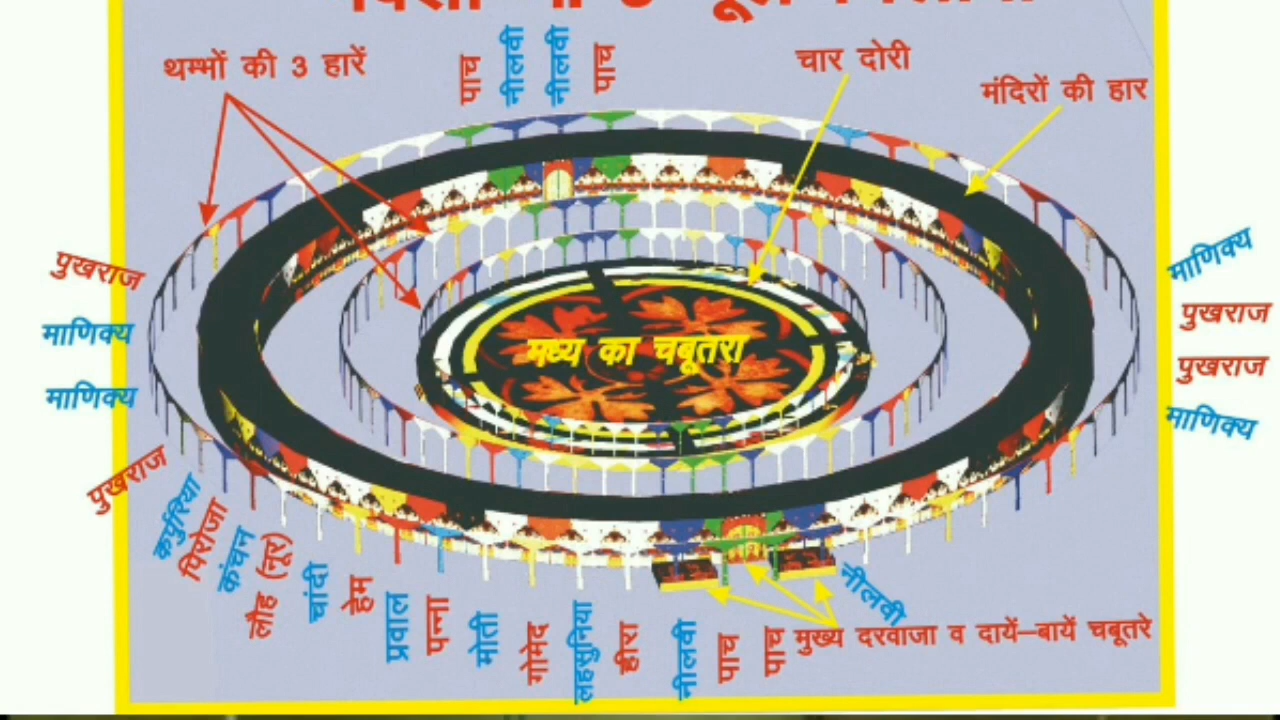 थम्भों की 3 हारें
पाच
नीलवी
नीलवी
पाच
चार दोरी
मंदिरों की हार
पुखराज
माणिक्य
माणिक्य
पुखराज
माणिक्य
पुखराज
पुखराज
माणिक्य
मध्य का चबूतरा
कपुरिया
पिरोजा
कंचन
लौह (नूर)
चांदी
हेम
प्रवाल
पन्ना
मोती
गोमेद
लहसुनिया
हीरा
नीलवी
पाच
पाच
नीलवी
मुख्य दरवाजा व दायें–बायें चबूतरे